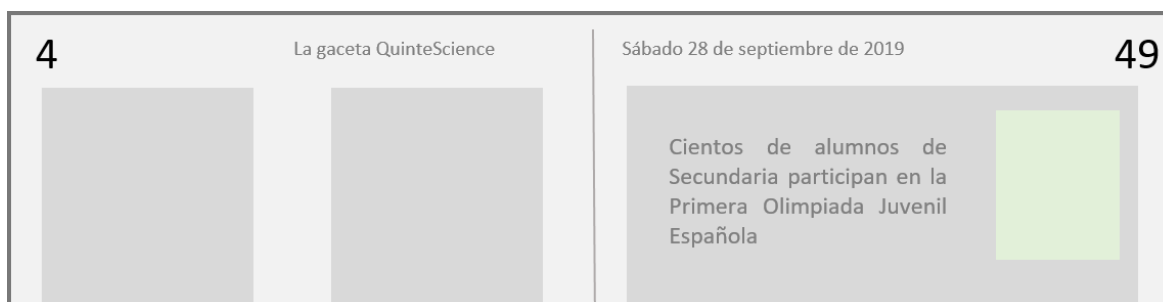 4
La gaceta QuinteScience
Sábado 28 de septiembre de 2019
49
Cientos de alumnos de
Secundaria participan en la
Primera Olimpiada Juvenil
Española